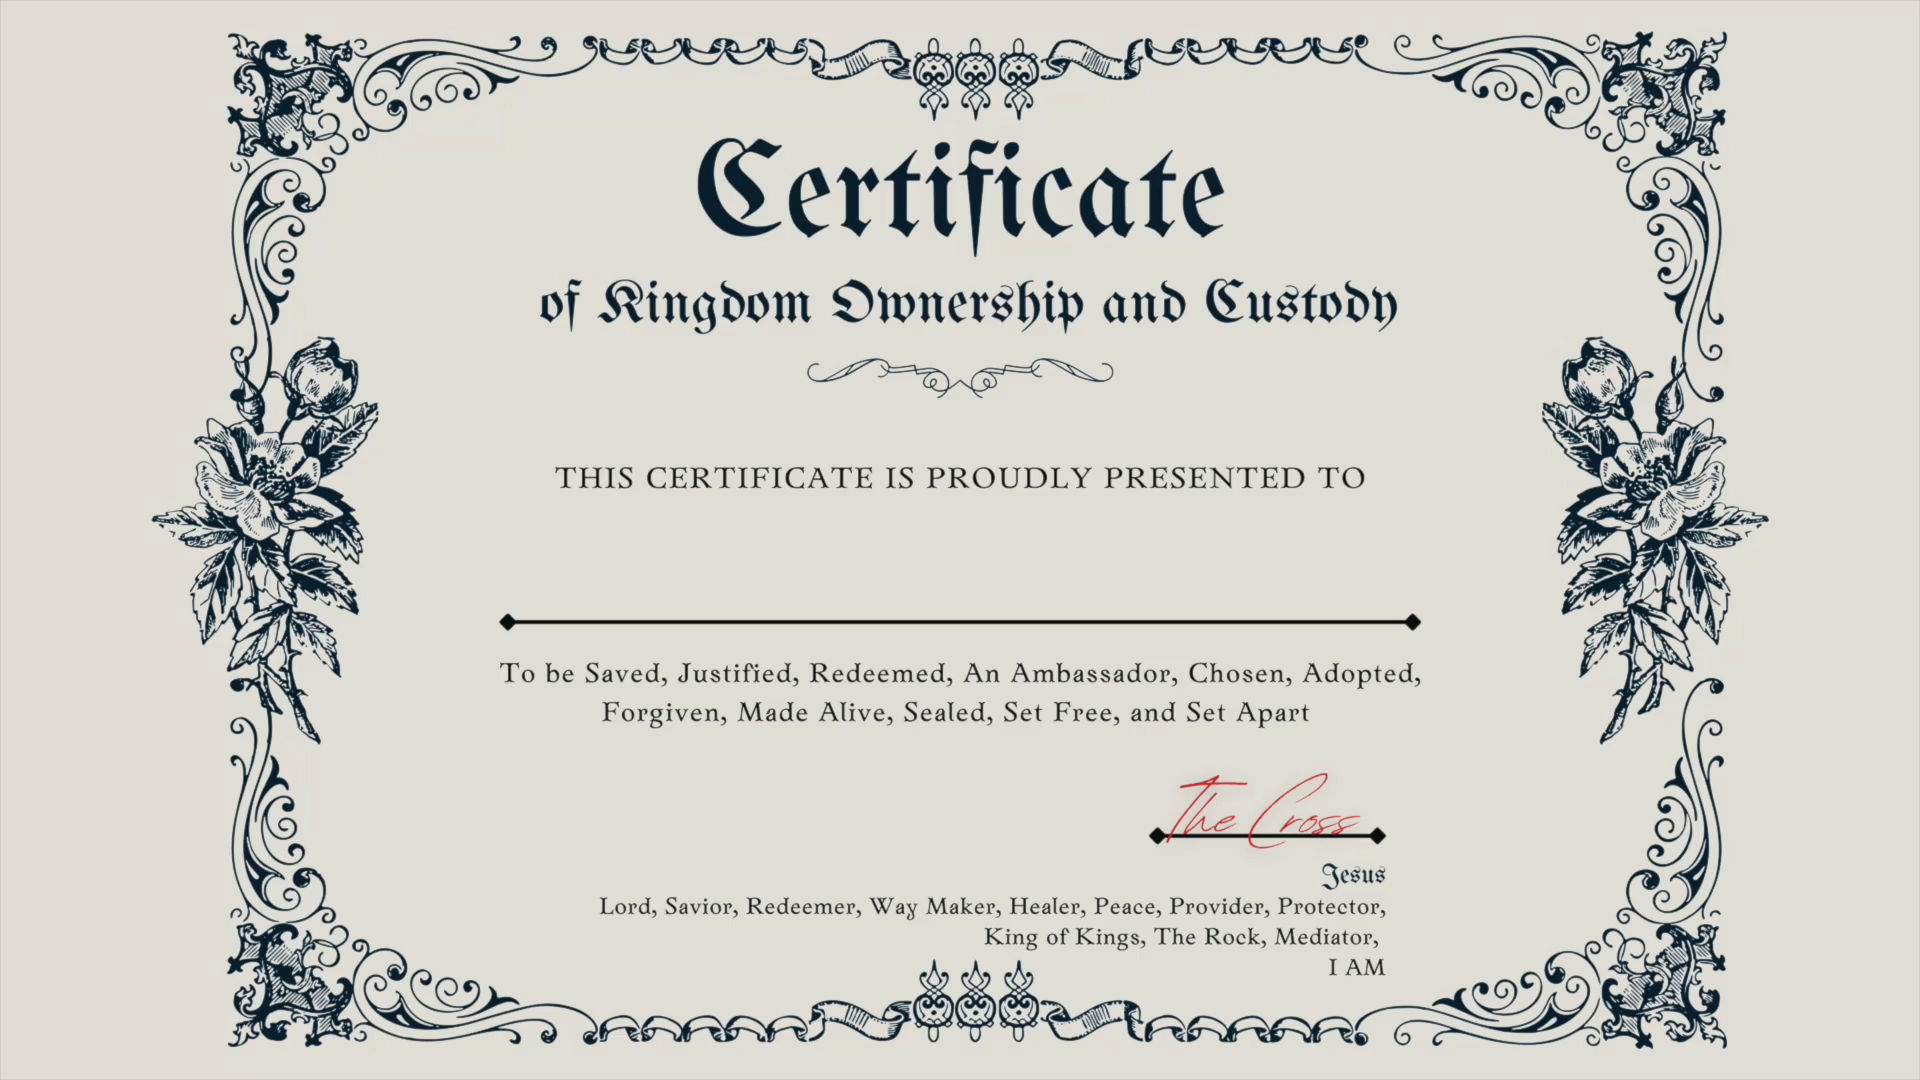 Certificate
of Kingdom Ownership and Custody
THIS CERTIFICATE IS PROUDLY PRESENTED TO
To be Saved, Justified, Redeemed, An Ambassador, Chosen, Adopted,
Forgiven, Made Alive, Sealed, Set Free, and Set Apart
The Cross
Jesus
Lord, Savior, Redeemer, Way Maker, Healer, Peace, Provider, Protector,
King of Kings, The Rock, Mediator,
I AM